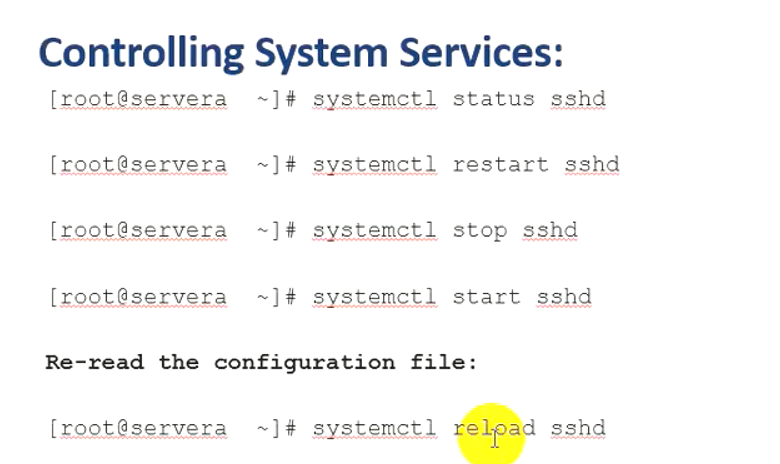 Controlling System Services:
[root@servera ~]# systemctl status sshd
[root@servera ~]# systemctl restart sshd
[root@servera ~]# systemctl stop sshd
[root@servera ~]# systemctl start sshd
Re-read the configuration file:
[root@servera ~]# systemctl reload sshd